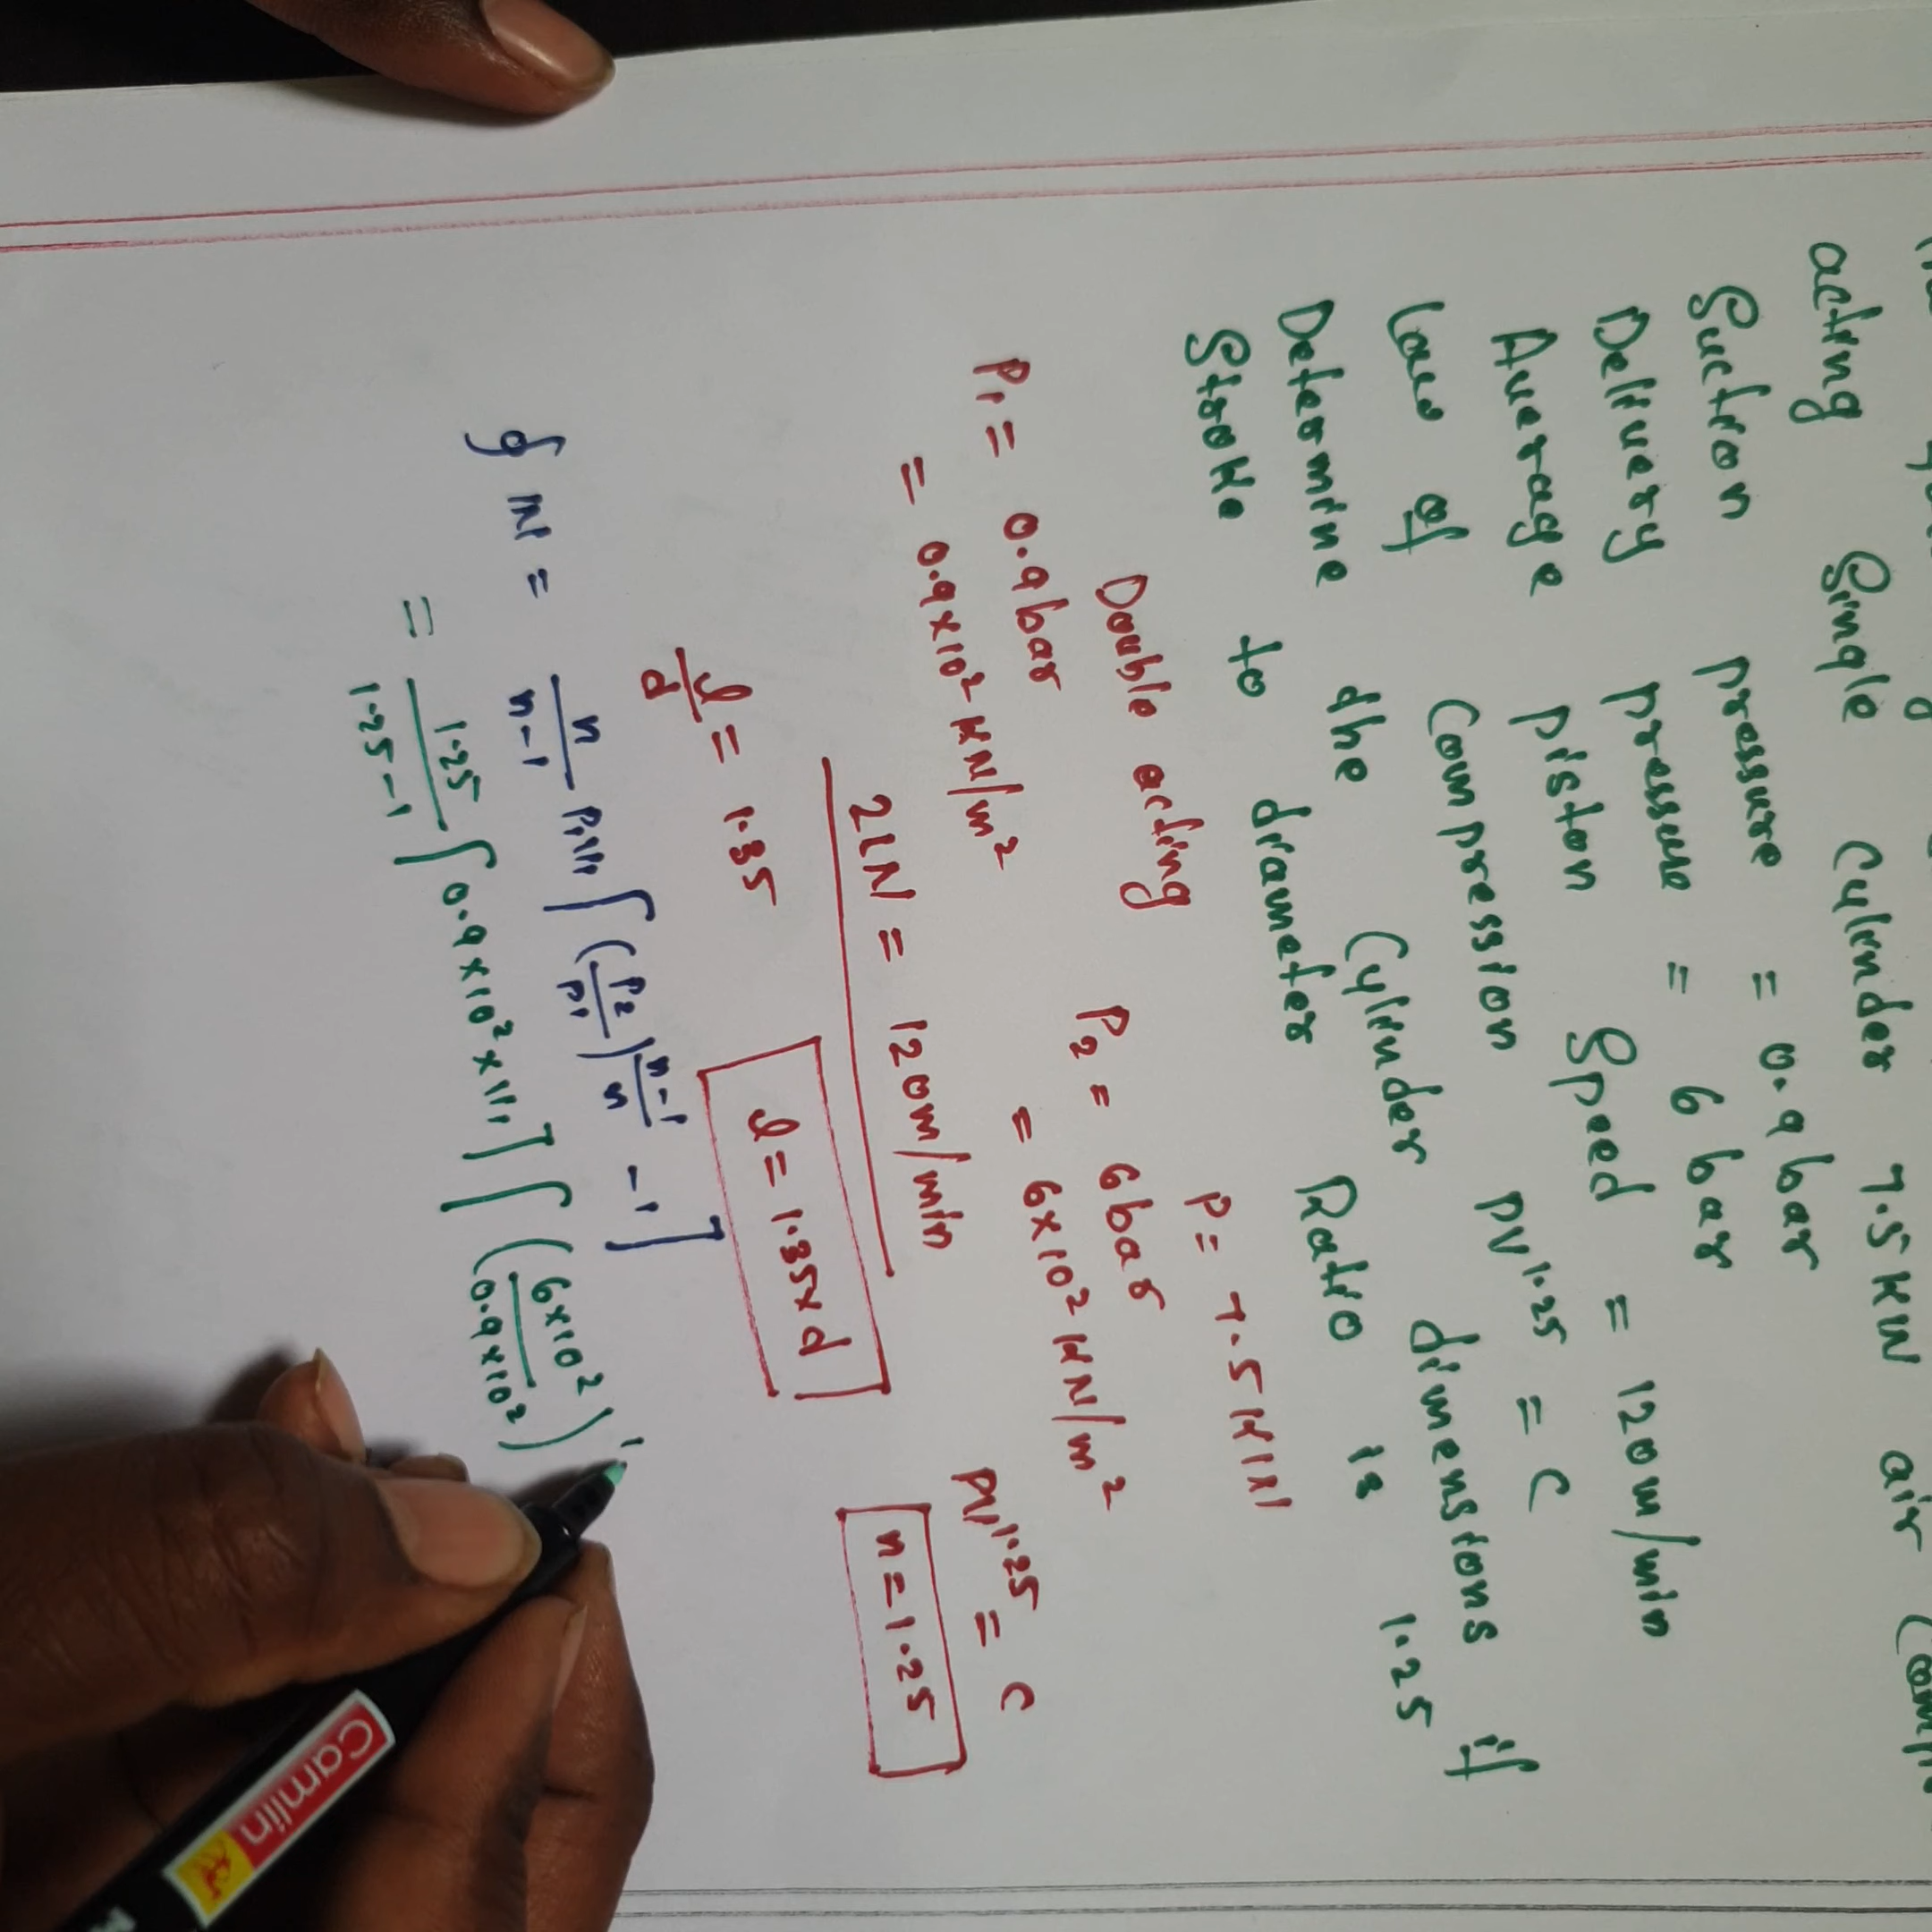 acting Single Cylinder 7.5 KW air
Suction pressure = 0.9 bar
Delivery pressure = 6 bar
Average piston Speed = 120m/min
law of Compression PV^1.25 = C
Determine the Cylinder dimensions if
Stroke to diameter Ratio is 1.25
Double acting P = 7.5 KW
P1 = 0.9 bar P2 = 6 bar PV^1.25 = C
= 0.9×10² KN/m² = 6×10² KN/m² n = 1.25
2LN = 120m/min
l/d = 1.35 l = 1.35×d
W = n/n-1 P1V1 [(P2/P1)^n-1/n -1]
= 1.25/1.25-1 [0.9×10²×V1] [(6×10²/0.9×10²)
Camlin